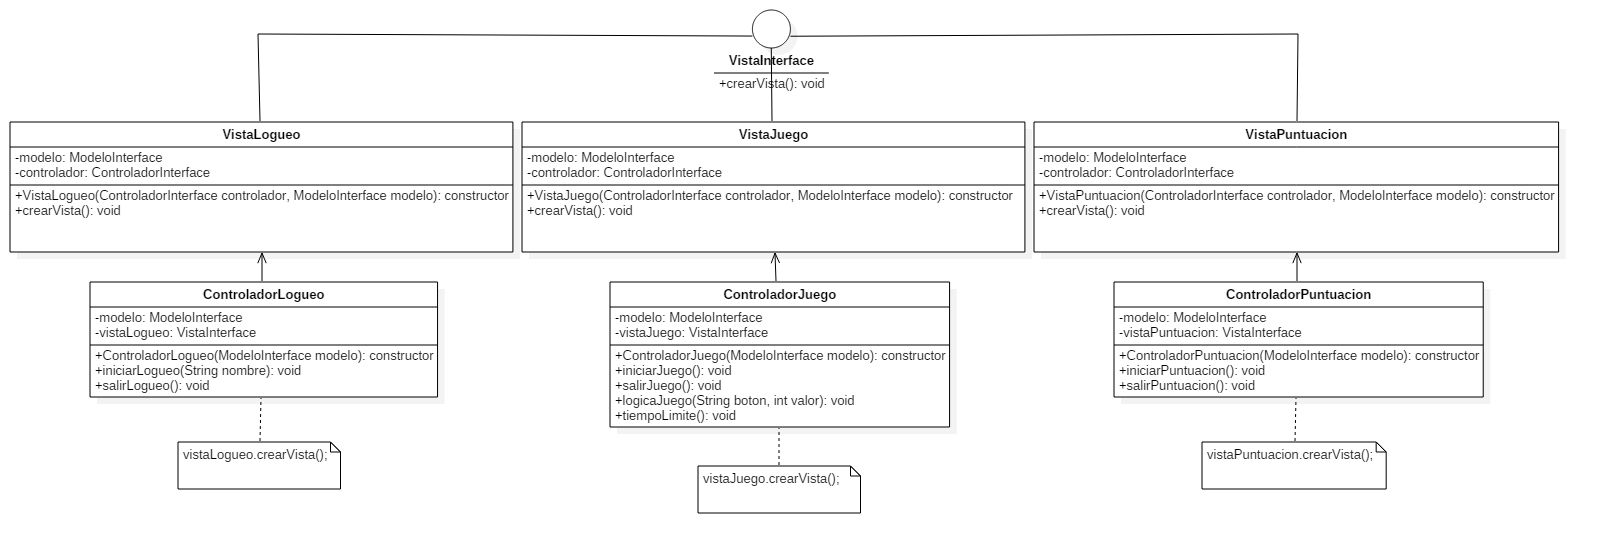 VistaInterface
+crearVista(): void
VistaLogueo
-modelo: ModeloInterface
-controlador: ControladorInterface
+VistaLogueo(ControladorInterface controlador, ModeloInterface modelo): constructor
+crearVista(): void
VistaJuego
-modelo: ModeloInterface
-controlador: ControladorInterface
+VistaJuego(ControladorInterface controlador, ModeloInterface modelo): constructor
+crearVista(): void
VistaPuntuacion
-modelo: ModeloInterface
-controlador: ControladorInterface
+VistaPuntuacion(ControladorInterface controlador, ModeloInterface modelo): constructor
+crearVista(): void
ControladorLogueo
-modelo: ModeloInterface
-vistaLogueo: VistaInterface
+ControladorLogueo(ModeloInterface modelo): constructor
+iniciarLogueo(String nombre): void
+salirLogueo(): void
ControladorJuego
-modelo: ModeloInterface
-vistaJuego: VistaInterface
+ControladorJuego(ModeloInterface modelo): constructor
+iniciarJuego(): void
+salirJuego(): void
+logicaJuego(String boton, int valor): void
+tiempoLimite(): void
ControladorPuntuacion
-modelo: ModeloInterface
-vistaPuntuacion: VistaInterface
+ControladorPuntuacion(ModeloInterface modelo): constructor
+iniciarPuntuacion(): void
+salirPuntuacion(): void
vistaLogueo.crearVista();
vistaJuego.crearVista();
vistaPuntuacion.crearVista();